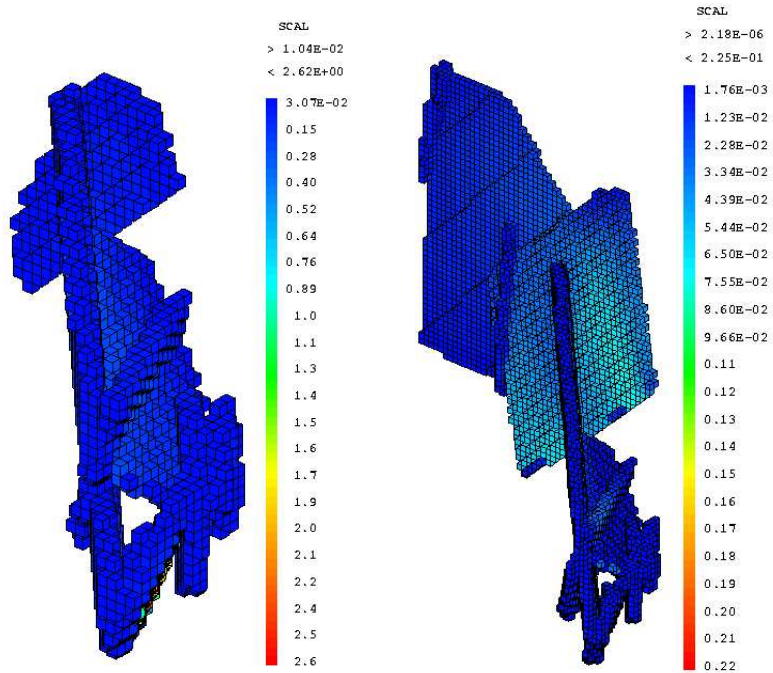 SCAL
> 1.04E-02
< 2.62E+00
3.07E-02
0.15
0.28
0.40
0.52
0.64
0.76
0.89
1.0
1.1
1.3
1.4
1.5
1.6
1.7
1.9
2.0
2.1
2.2
2.4
2.5
2.6
SCAL
> 2.18E-06
< 2.25E-01
1.76E-03
1.23E-02
2.28E-02
3.34E-02
4.39E-02
5.44E-02
6.50E-02
7.55E-02
8.60E-02
9.66E-02
0.11
0.12
0.13
0.14
0.15
0.16
0.17
0.18
0.19
0.20
0.21
0.22